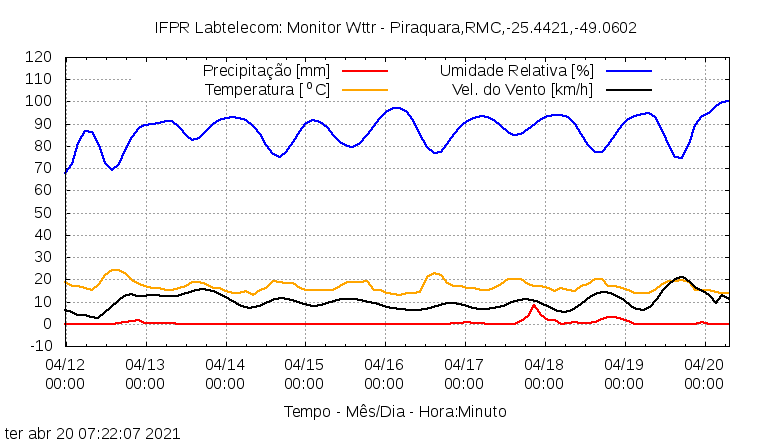 IFPR Labtelecom: Monitor Wttr - Piraquara,RMC,-25.4421,-49.0602
Precipitação [mm] Umidade Relativa [%]
Temperatura [⁰C] Vel. do Vento [km/h]
120
110
100
90
80
70
60
50
40
30
20
10
0
-10
04/12 04/13 04/14 04/15 04/16 04/17 04/18 04/19 04/20
00:00 00:00 00:00 00:00 00:00 00:00 00:00 00:00 00:00
Tempo - Mês/Dia - Hora:Minuto
ter abr 20 07:22:07 2021